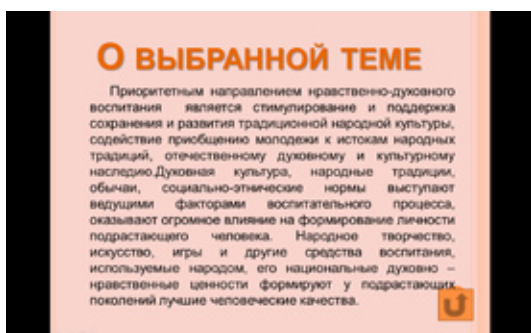 О ВЫБРАННОЙ ТЕМЕ
Приоритетным направлением нравственно-духовного
воспитания является стимулирование и поддержка
сохранения и развития традиционной народной культуры,
содействие приобщению молодежи к истокам народных
традиций, отечественному духовному и культурному
наследию.Духовная культура, народные традиции,
обычаи, социально-этнические нормы выступают
ведущими факторами воспитательного процесса,
оказывают огромное влияние на формирование личности
подрастающего человека. Народное творчество,
искусство, игры и другие средства воспитания,
используемые народом, его национальные духовно –
нравственные ценности формируют у подрастающих
поколений лучшие человеческие качества.